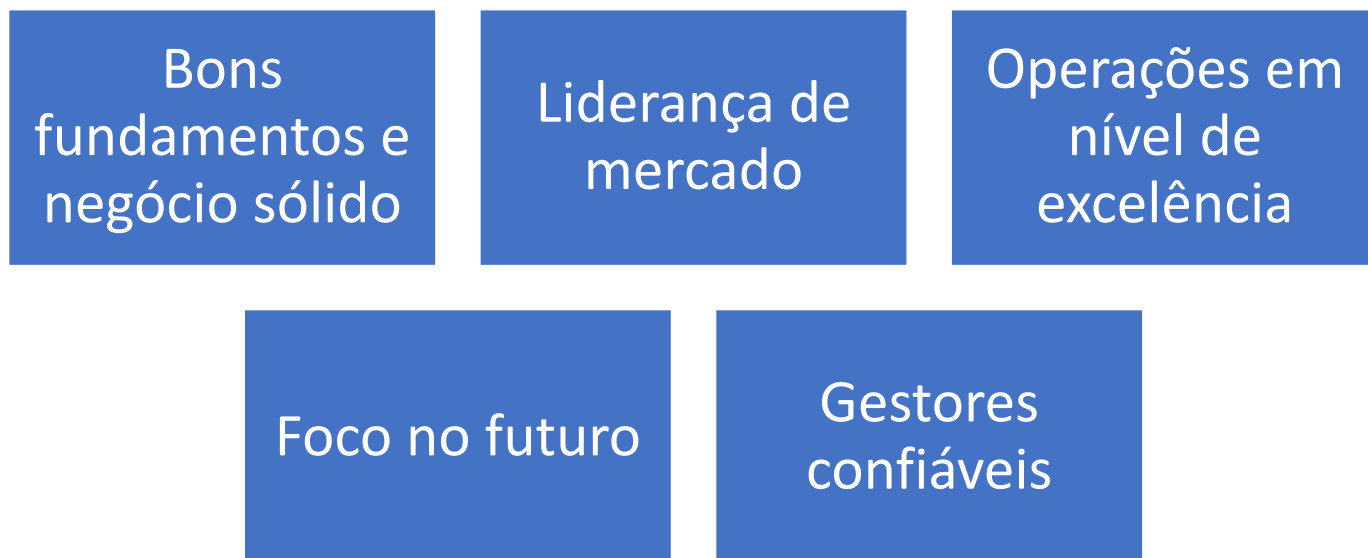 Bons
fundamentos e
negócio sólido
Liderança de
mercado
Operações em
nível de
excelência
Foco no futuro
Gestores
confiáveis